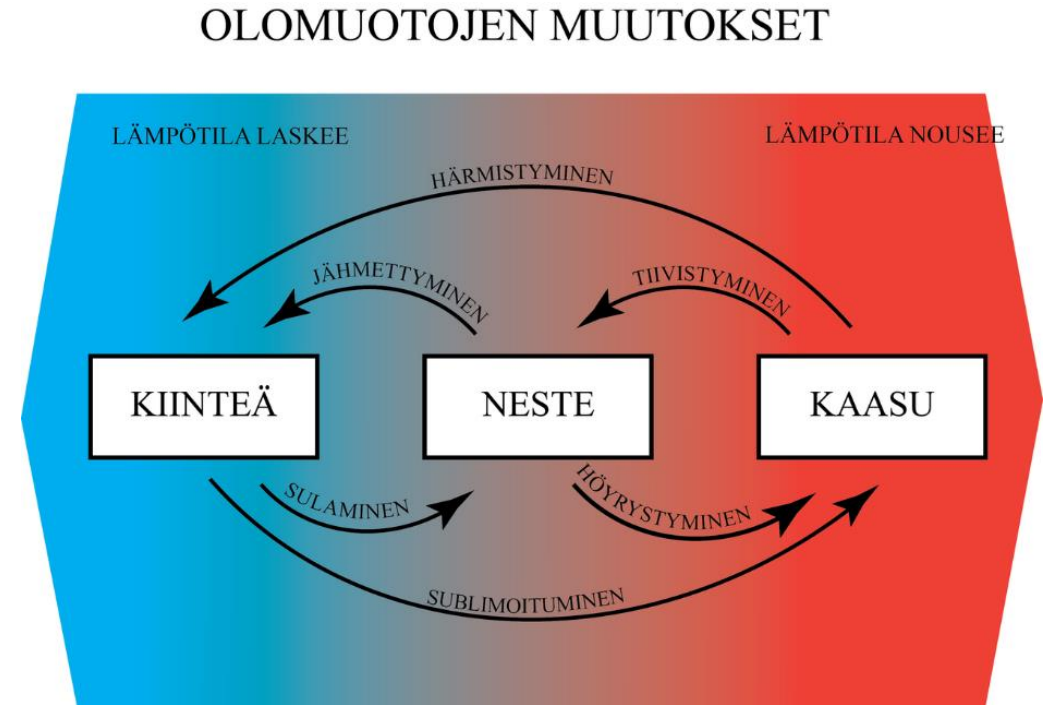 OLOMUOTOJEN MUUTOKSET
LÄMPÖTILA LASKEE
LÄMPÖTILA NOUSEE
HÄRMISTYMINEN
JÄHMETTYMINEN
TIIVISTYMINEN
KIINTEÄ
NESTE
KAASU
SULAMINEN
HÖYRYSTYMINEN
SUBLIMOITUMINEN